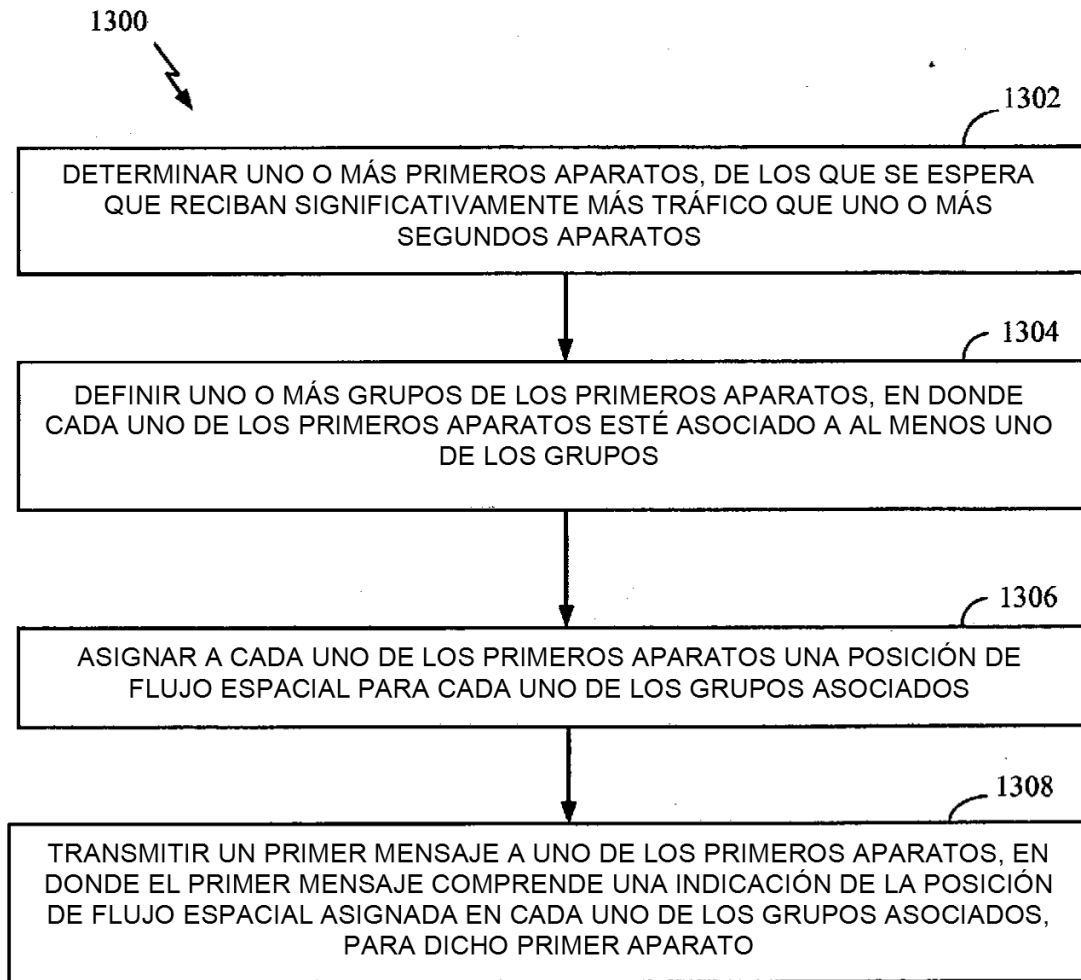 1300
1302
DETERMINAR UNO O MÁS PRIMEROS APARATOS, DE LOS QUE SE ESPERA
QUE RECIBAN SIGNIFICATIVAMENTE MÁS TRÁFICO QUE UNO O MÁS
SEGUNDOS APARATOS
1304
DEFINIR UNO O MÁS GRUPOS DE LOS PRIMEROS APARATOS, EN DONDE
CADA UNO DE LOS PRIMEROS APARATOS ESTÉ ASOCIADO A AL MENOS UNO
DE LOS GRUPOS
1306
ASIGNAR A CADA UNO DE LOS PRIMEROS APARATOS UNA POSICIÓN DE
FLUJO ESPACIAL PARA CADA UNO DE LOS GRUPOS ASOCIADOS
1308
TRANSMITIR UN PRIMER MENSAJE A UNO DE LOS PRIMEROS APARATOS, EN
DONDE EL PRIMER MENSAJE COMPRENDE UNA INDICACIÓN DE LA POSICIÓN
DE FLUJO ESPACIAL ASIGNADA EN CADA UNO DE LOS GRUPOS ASOCIADOS,
PARA DICHO PRIMER APARATO